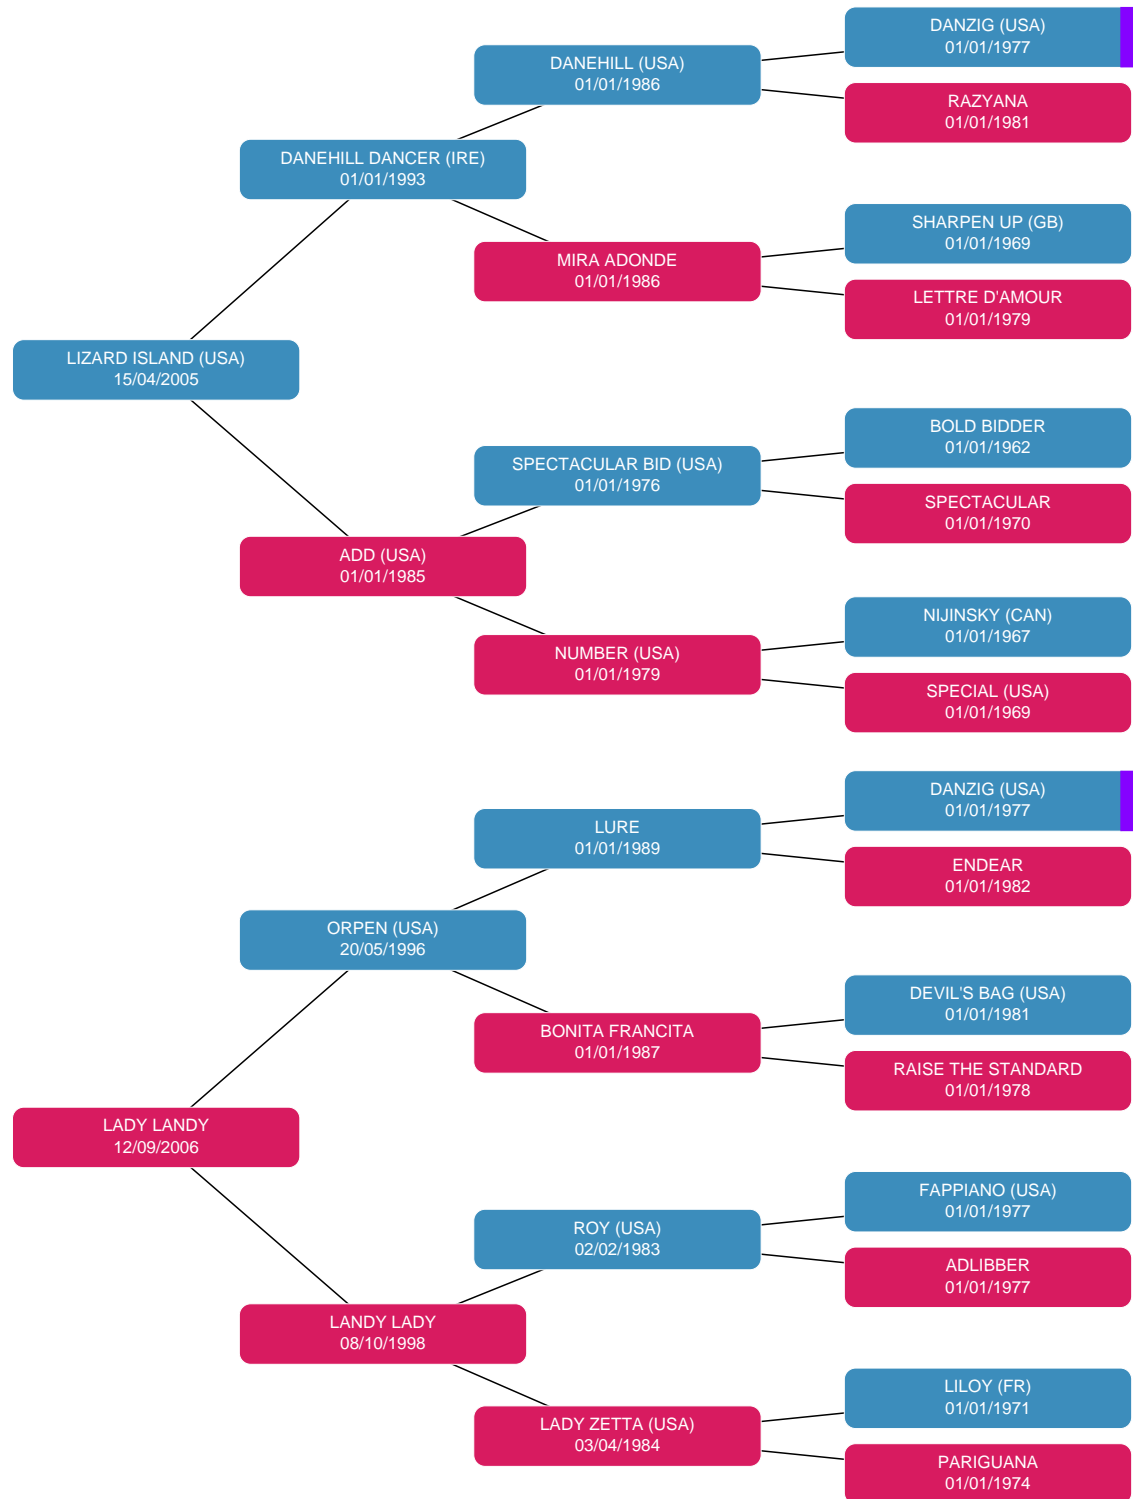 DANZIG (USA)
01/01/1977
DANEHILL (USA)
01/01/1986
RAZYANA
01/01/1981
DANEHILL DANCER (IRE)
01/01/1993
SHARPEN UP (GB)
01/01/1969
MIRA ADONDE
01/01/1986
LETTRE D'AMOUR
01/01/1979
LIZARD ISLAND (USA)
15/04/2005
BOLD BIDDER
01/01/1962
SPECTACULAR BID (USA)
01/01/1976
SPECTACULAR
01/01/1970
ADD (USA)
01/01/1985
NIJINSKY (CAN)
01/01/1967
NUMBER (USA)
01/01/1979
SPECIAL (USA)
01/01/1969
DANZIG (USA)
01/01/1977
LURE
01/01/1989
ENDEAR
01/01/1982
ORPEN (USA)
20/05/1996
DEVIL'S BAG (USA)
01/01/1981
BONITA FRANCITA
01/01/1987
RAISE THE STANDARD
01/01/1978
LADY LANDY
12/09/2006
FAPPIANO (USA)
01/01/1977
ROY (USA)
02/02/1983
ADLIBBER
01/01/1977
LANDY LADY
08/10/1998
LILOY (FR)
01/01/1971
LADY ZETTA (USA)
03/04/1984
PARIGUANA
01/01/1974